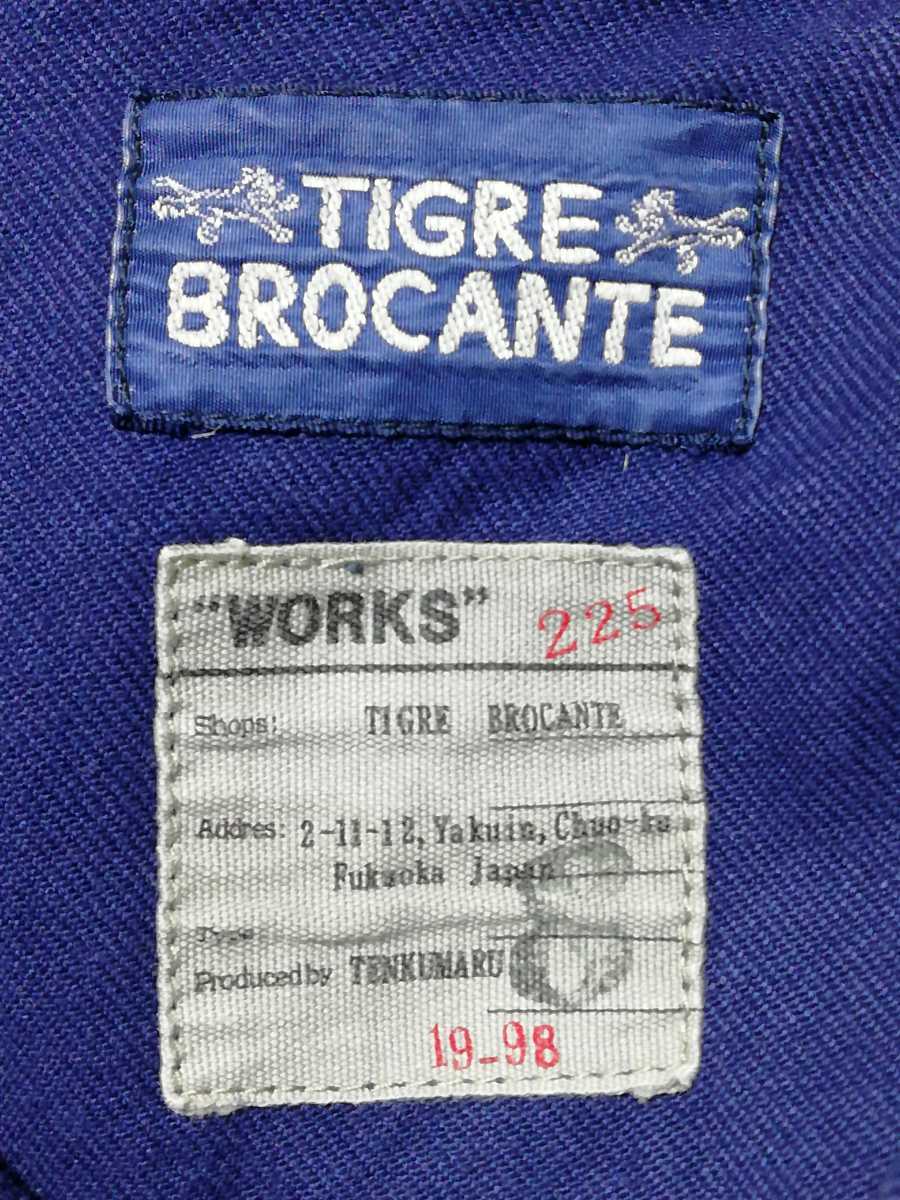 TIGRE
BROCANTE
"WORKS" 225
Shops: TIGRE BROCANTE
Addres: 2-11-12, Yakuin, Chuo-ku
Fukuoka Japan
Type
Produced by TENKUMARU
19-98